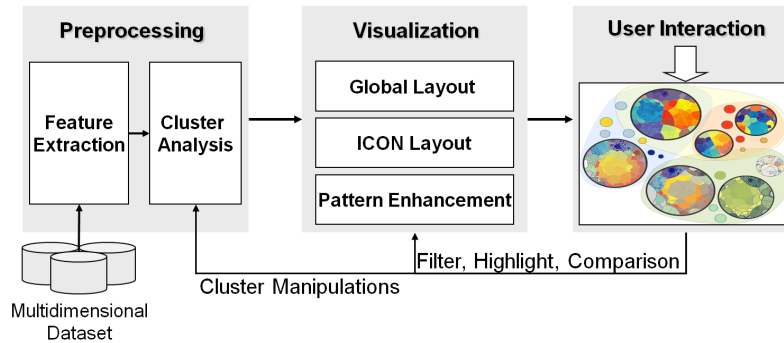 Preprocessing
Visualization
User Interaction
Feature
Extraction
Cluster
Analysis
Global Layout
ICON Layout
Pattern Enhancement
Filter, Highlight, Comparison
Cluster Manipulations
Multidimensional
Dataset